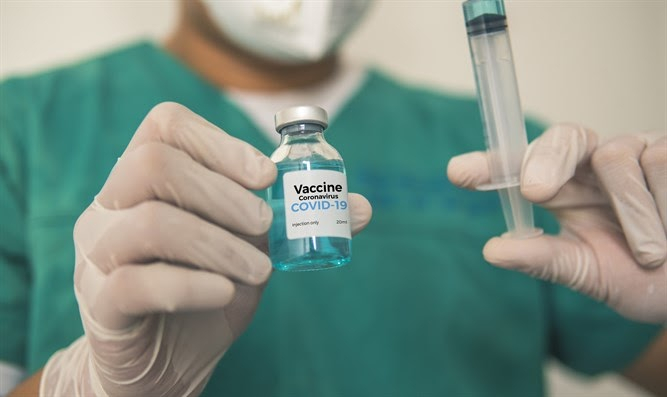 Vaccine
Coronavirus
COVID-19
injection only 20ml